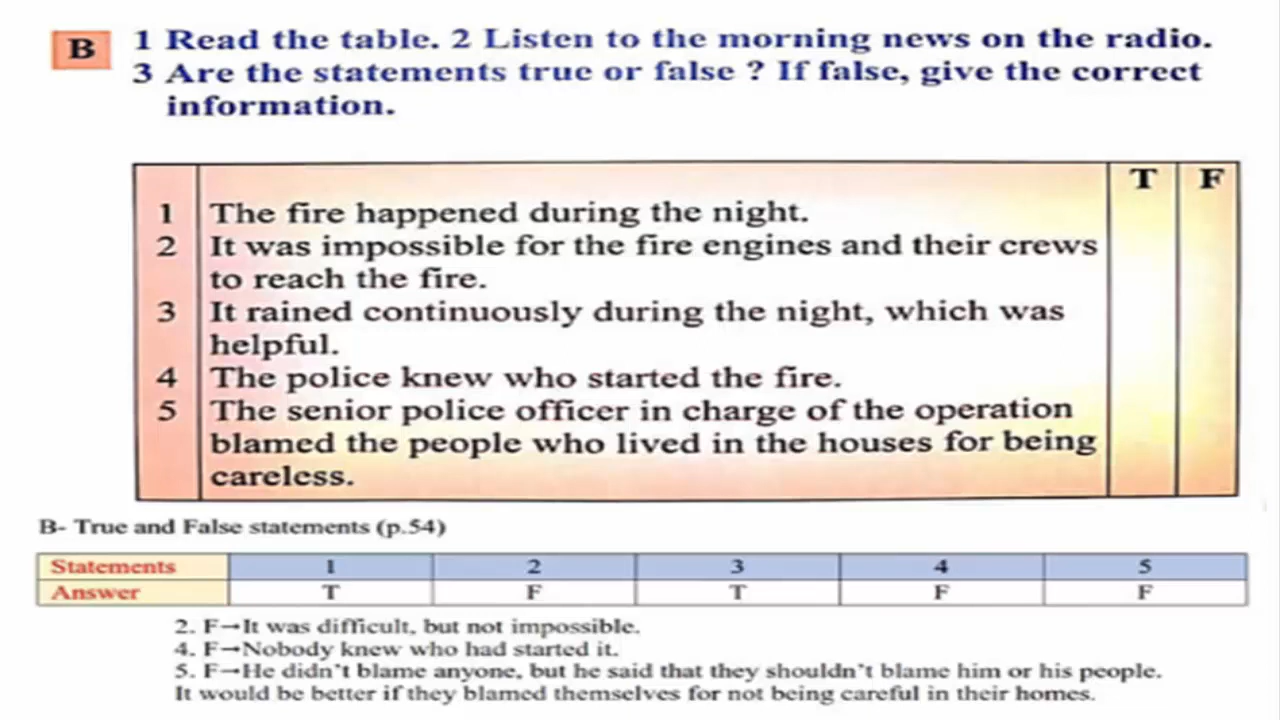 B
1 Read the table. 2 Listen to the morning news on the radio.
3 Are the statements true or false ? If false, give the correct
information.
T F
1 The fire happened during the night.
2 It was impossible for the fire engines and their crews
to reach the fire.
3 It rained continuously during the night, which was
helpful.
4 The police knew who started the fire.
5 The senior police officer in charge of the operation
blamed the people who lived in the houses for being
careless.
B- True and False statements (p.54)
Statements 1 2 3 4 5
Answer T F T F F
2. F→It was difficult, but not impossible.
4. F→Nobody knew who had started it.
5. F→He didn't blame anyone, but he said that they shouldn't blame him or his people.
It would be better if they blamed themselves for not being careful in their homes.